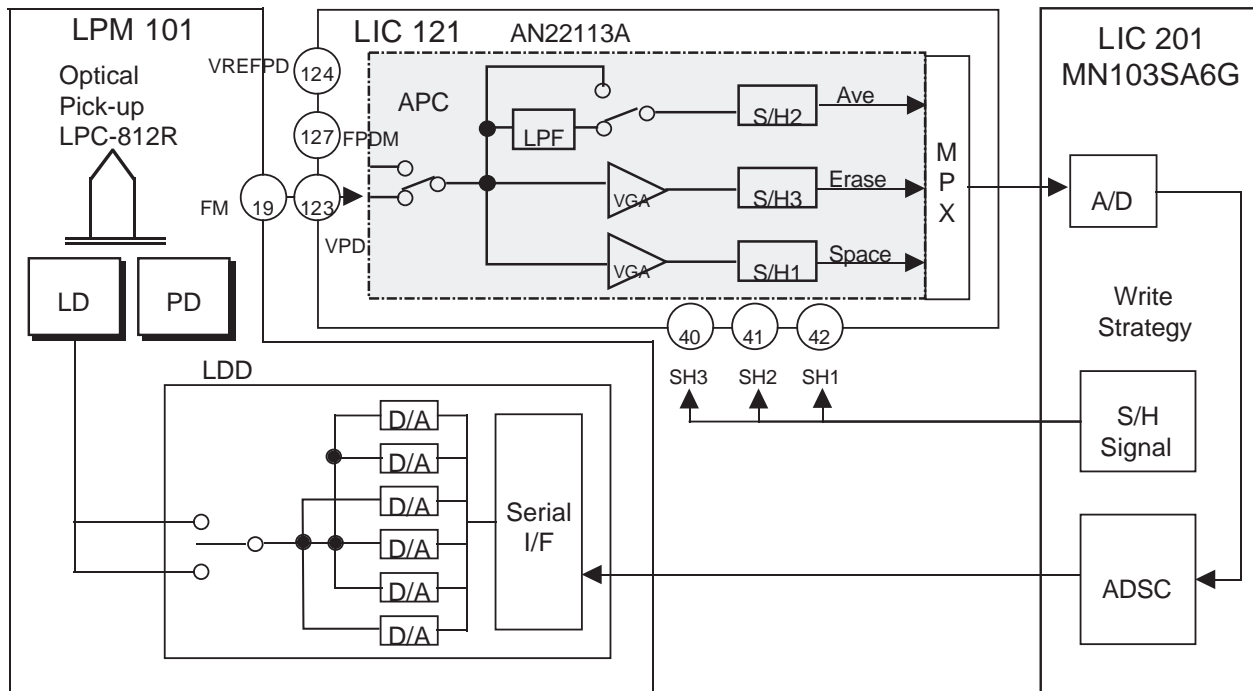 LPM 101
Optical
Pick-up
LPC-812R
LD
PD
FM
19
VREFPD
124
127
FPDM
123
VPD
LIC 121
AN22113A
APC
LPF
VGA
VGA
S/H2
S/H3
S/H1
Ave
Erase
Space
M
P
X
40
41
42
SH3
SH2
SH1
LIC 201
MN103SA6G
A/D
Write
Strategy
S/H
Signal
ADSC
LDD
D/A
D/A
D/A
D/A
D/A
D/A
Serial
I/F